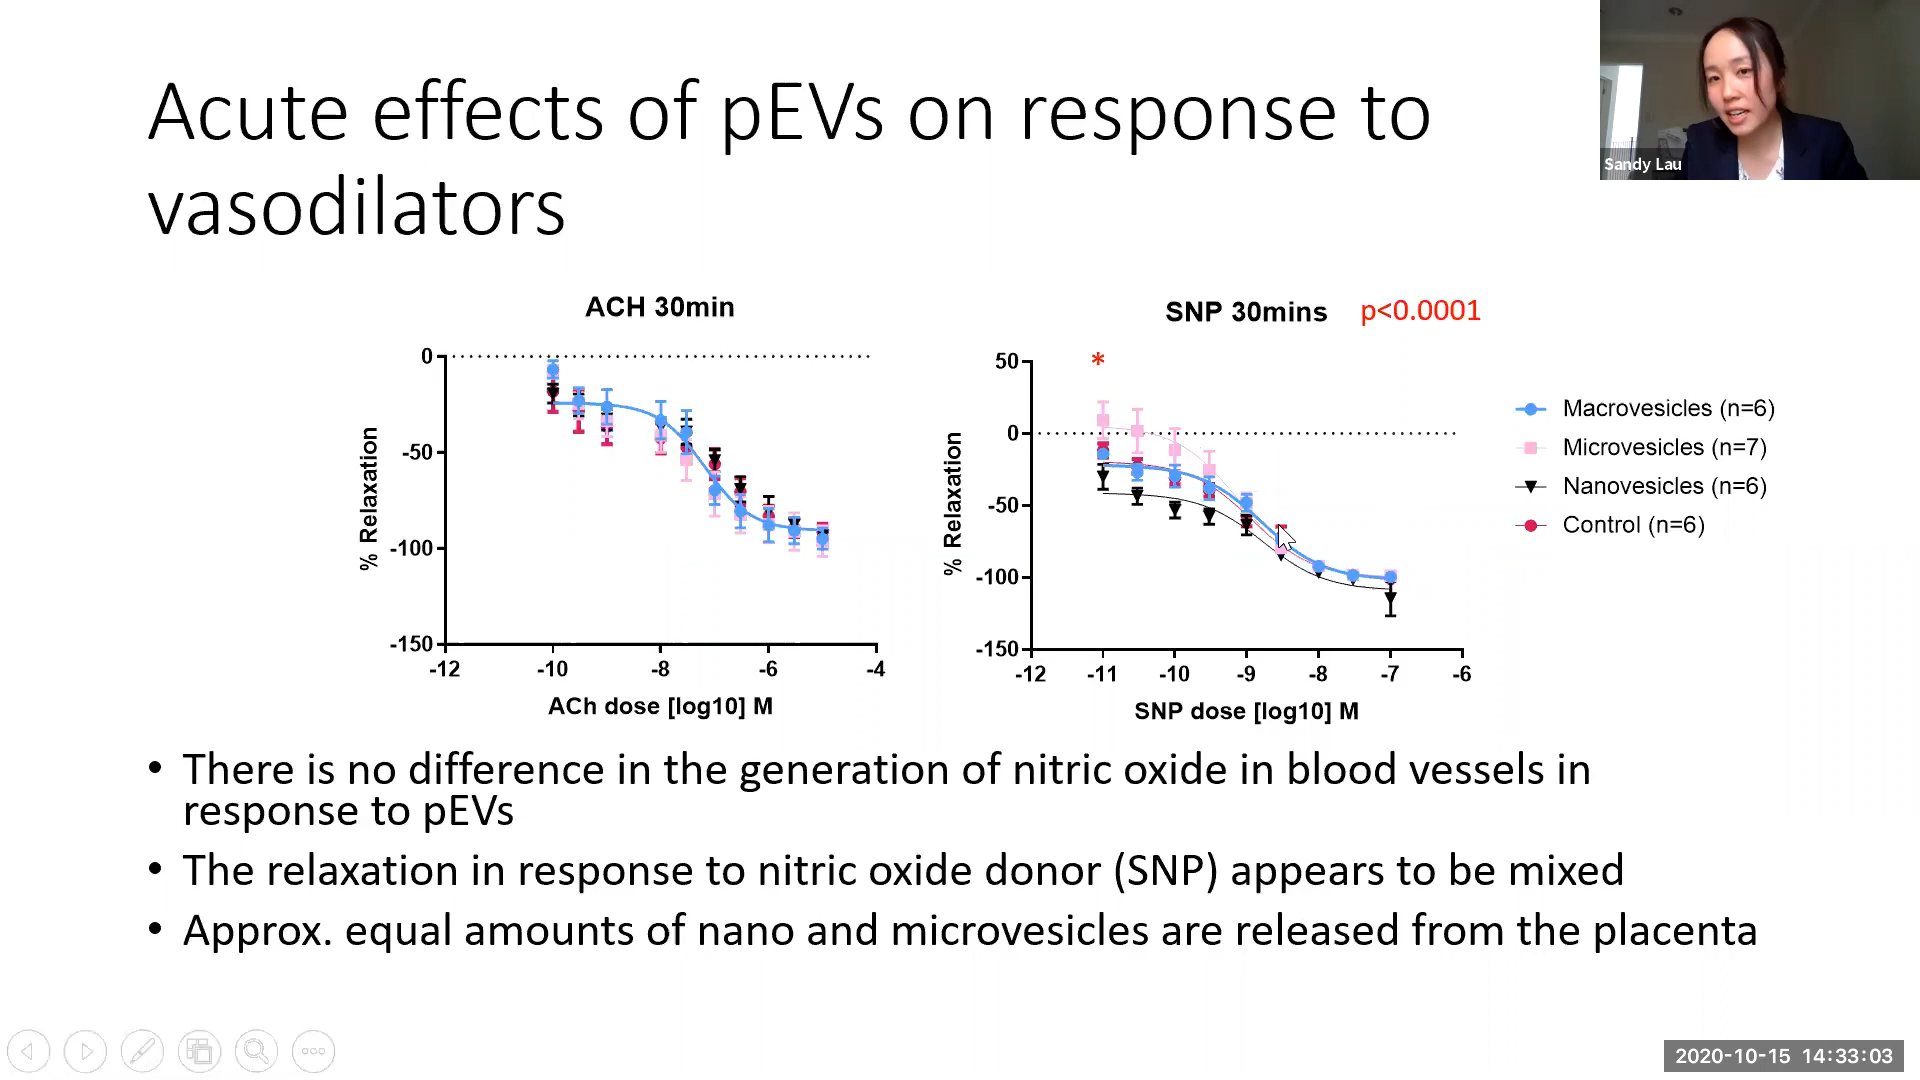 Acute effects of pEVs on response to
vasodilators
Sandy Lau
ACH 30min
0
-50
-100
-150
% Relaxation
-12
-10
-8
-6
-4
ACh dose [log10] M
SNP 30mins
p<0.0001
*
50
0
-50
-100
-150
% Relaxation
-12
-11
-10
-9
-8
-7
-6
SNP dose [log10] M
Macrovesicles (n=6)
Microvesicles (n=7)
Nanovesicles (n=6)
Control (n=6)
• There is no difference in the generation of nitric oxide in blood vessels in
response to pEVs
• The relaxation in response to nitric oxide donor (SNP) appears to be mixed
• Approx. equal amounts of nano and microvesicles are released from the placenta
2020-10-15 14:33:03